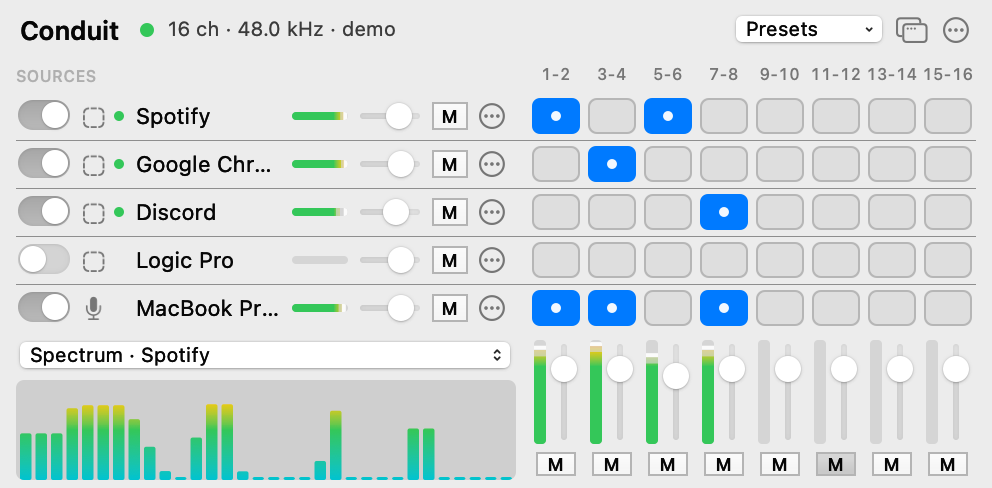 Conduit 16 ch · 48.0 kHz · demo Presets
SOURCES 1-2 3-4 5-6 7-8 9-10 11-12 13-14 15-16
Spotify M
Google Chr... M
Discord M
Logic Pro M
MacBook Pr... M
Spectrum · Spotify
M M M M M M M M